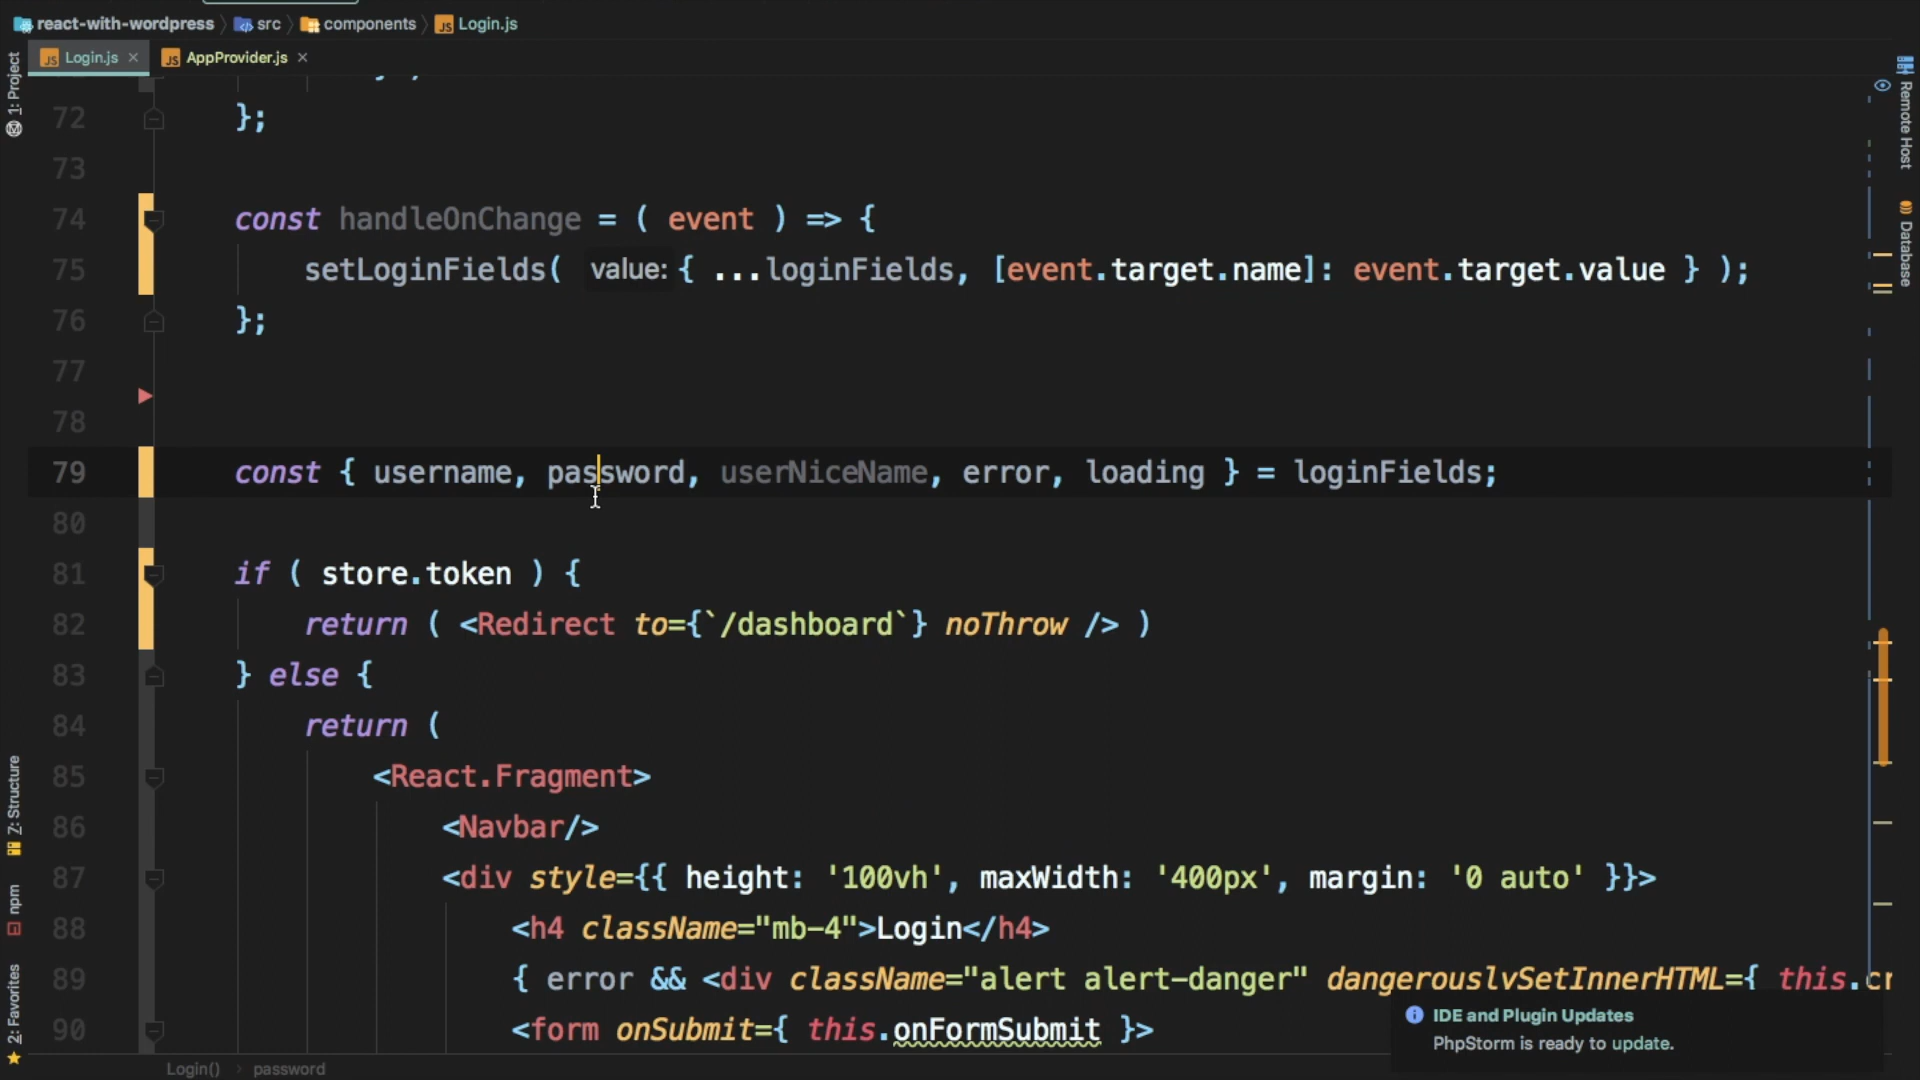 react-with-wordpress src components Login.js
Login.js AppProvider.js
1: Project
Remote Host
Database
72 };
73
74 const handleOnChange = ( event ) => {
75 setLoginFields( value: { ...loginFields, [event.target.name]: event.target.value } );
76 };
77
78
79 const { username, password, userNiceName, error, loading } = loginFields;
80
81 if ( store.token ) {
82 return ( <Redirect to={`/dashboard`} noThrow /> )
83 } else {
84 return (
85 <React.Fragment>
86 <Navbar/>
87 <div style={{ height: '100vh', maxWidth: '400px', margin: '0 auto' }}>
88 <h4 className="mb-4">Login</h4>
89 { error && <div className="alert alert-danger" dangerouslySetInnerHTML={ this.cr
90 <form onSubmit={ this.onFormSubmit }>
Z: Structure
npm
2: Favorites
IDE and Plugin Updates
PhpStorm is ready to update.
Login() password